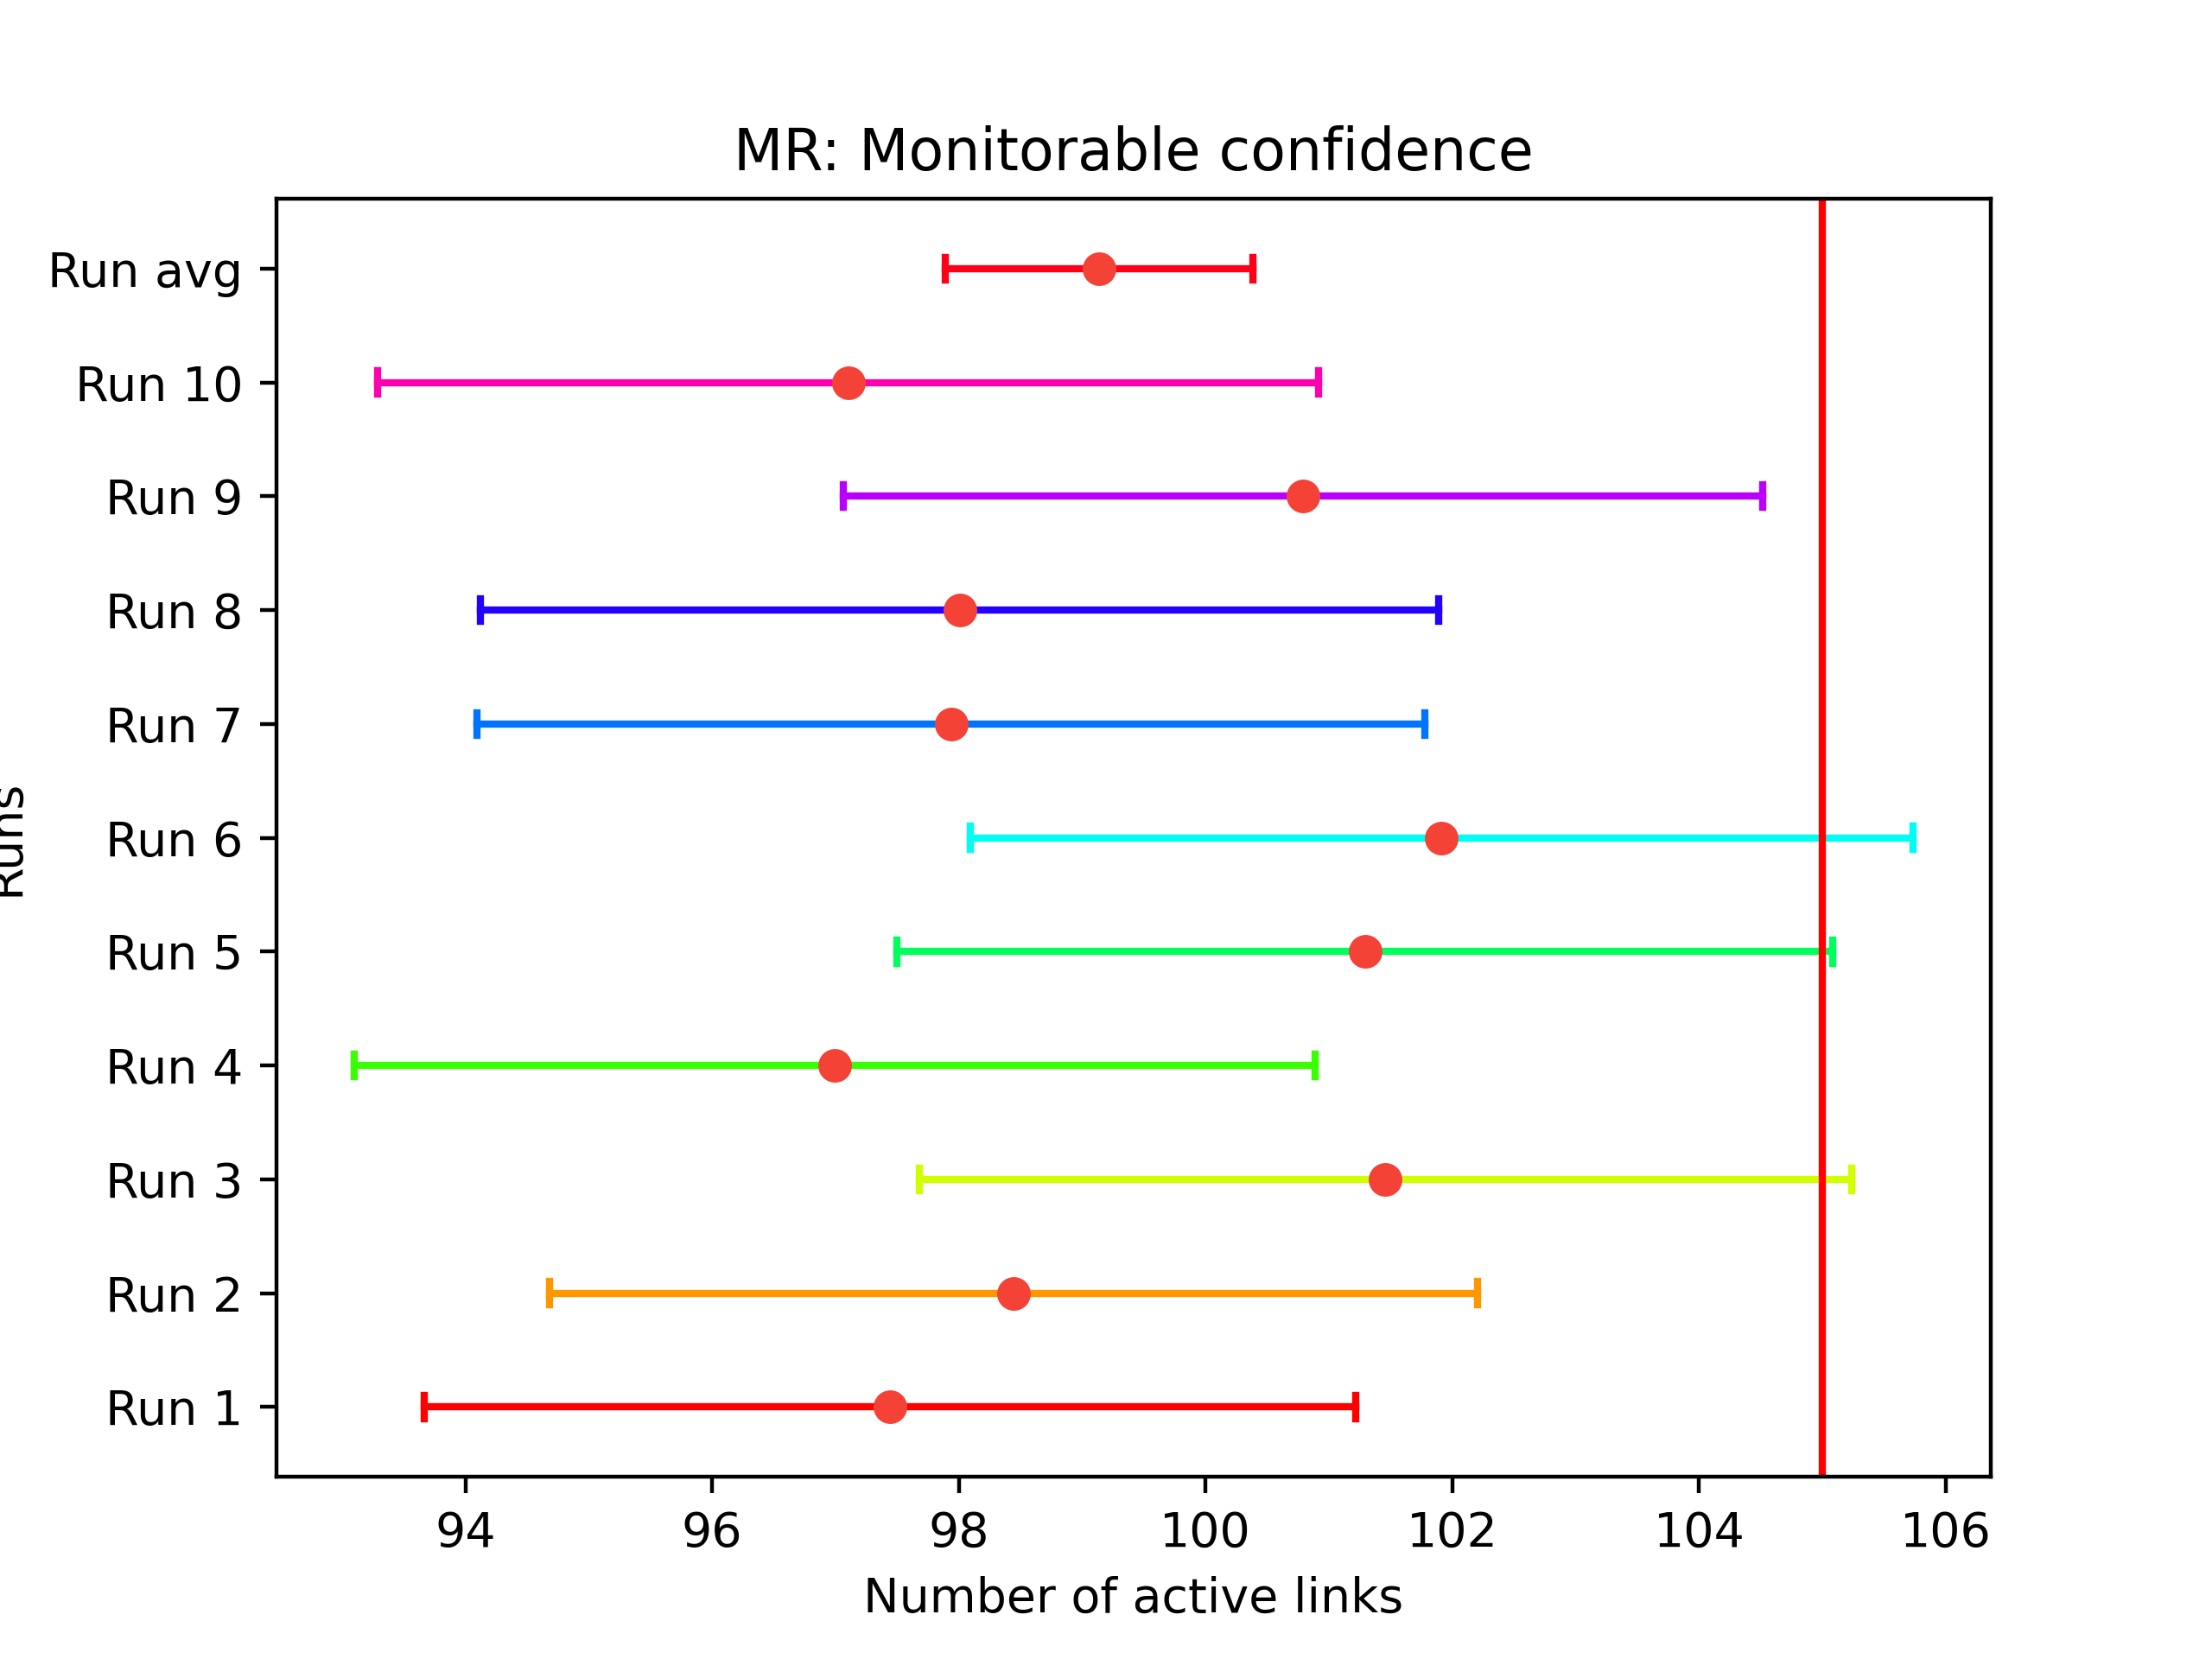 MR: Monitorable confidence
Run avg
Run 10
Run 9
Run 8
Run 7
Run 6
Runs
Run 5
Run 4
Run 3
Run 2
Run 1
94 96 98 100 102 104 106
Number of active links